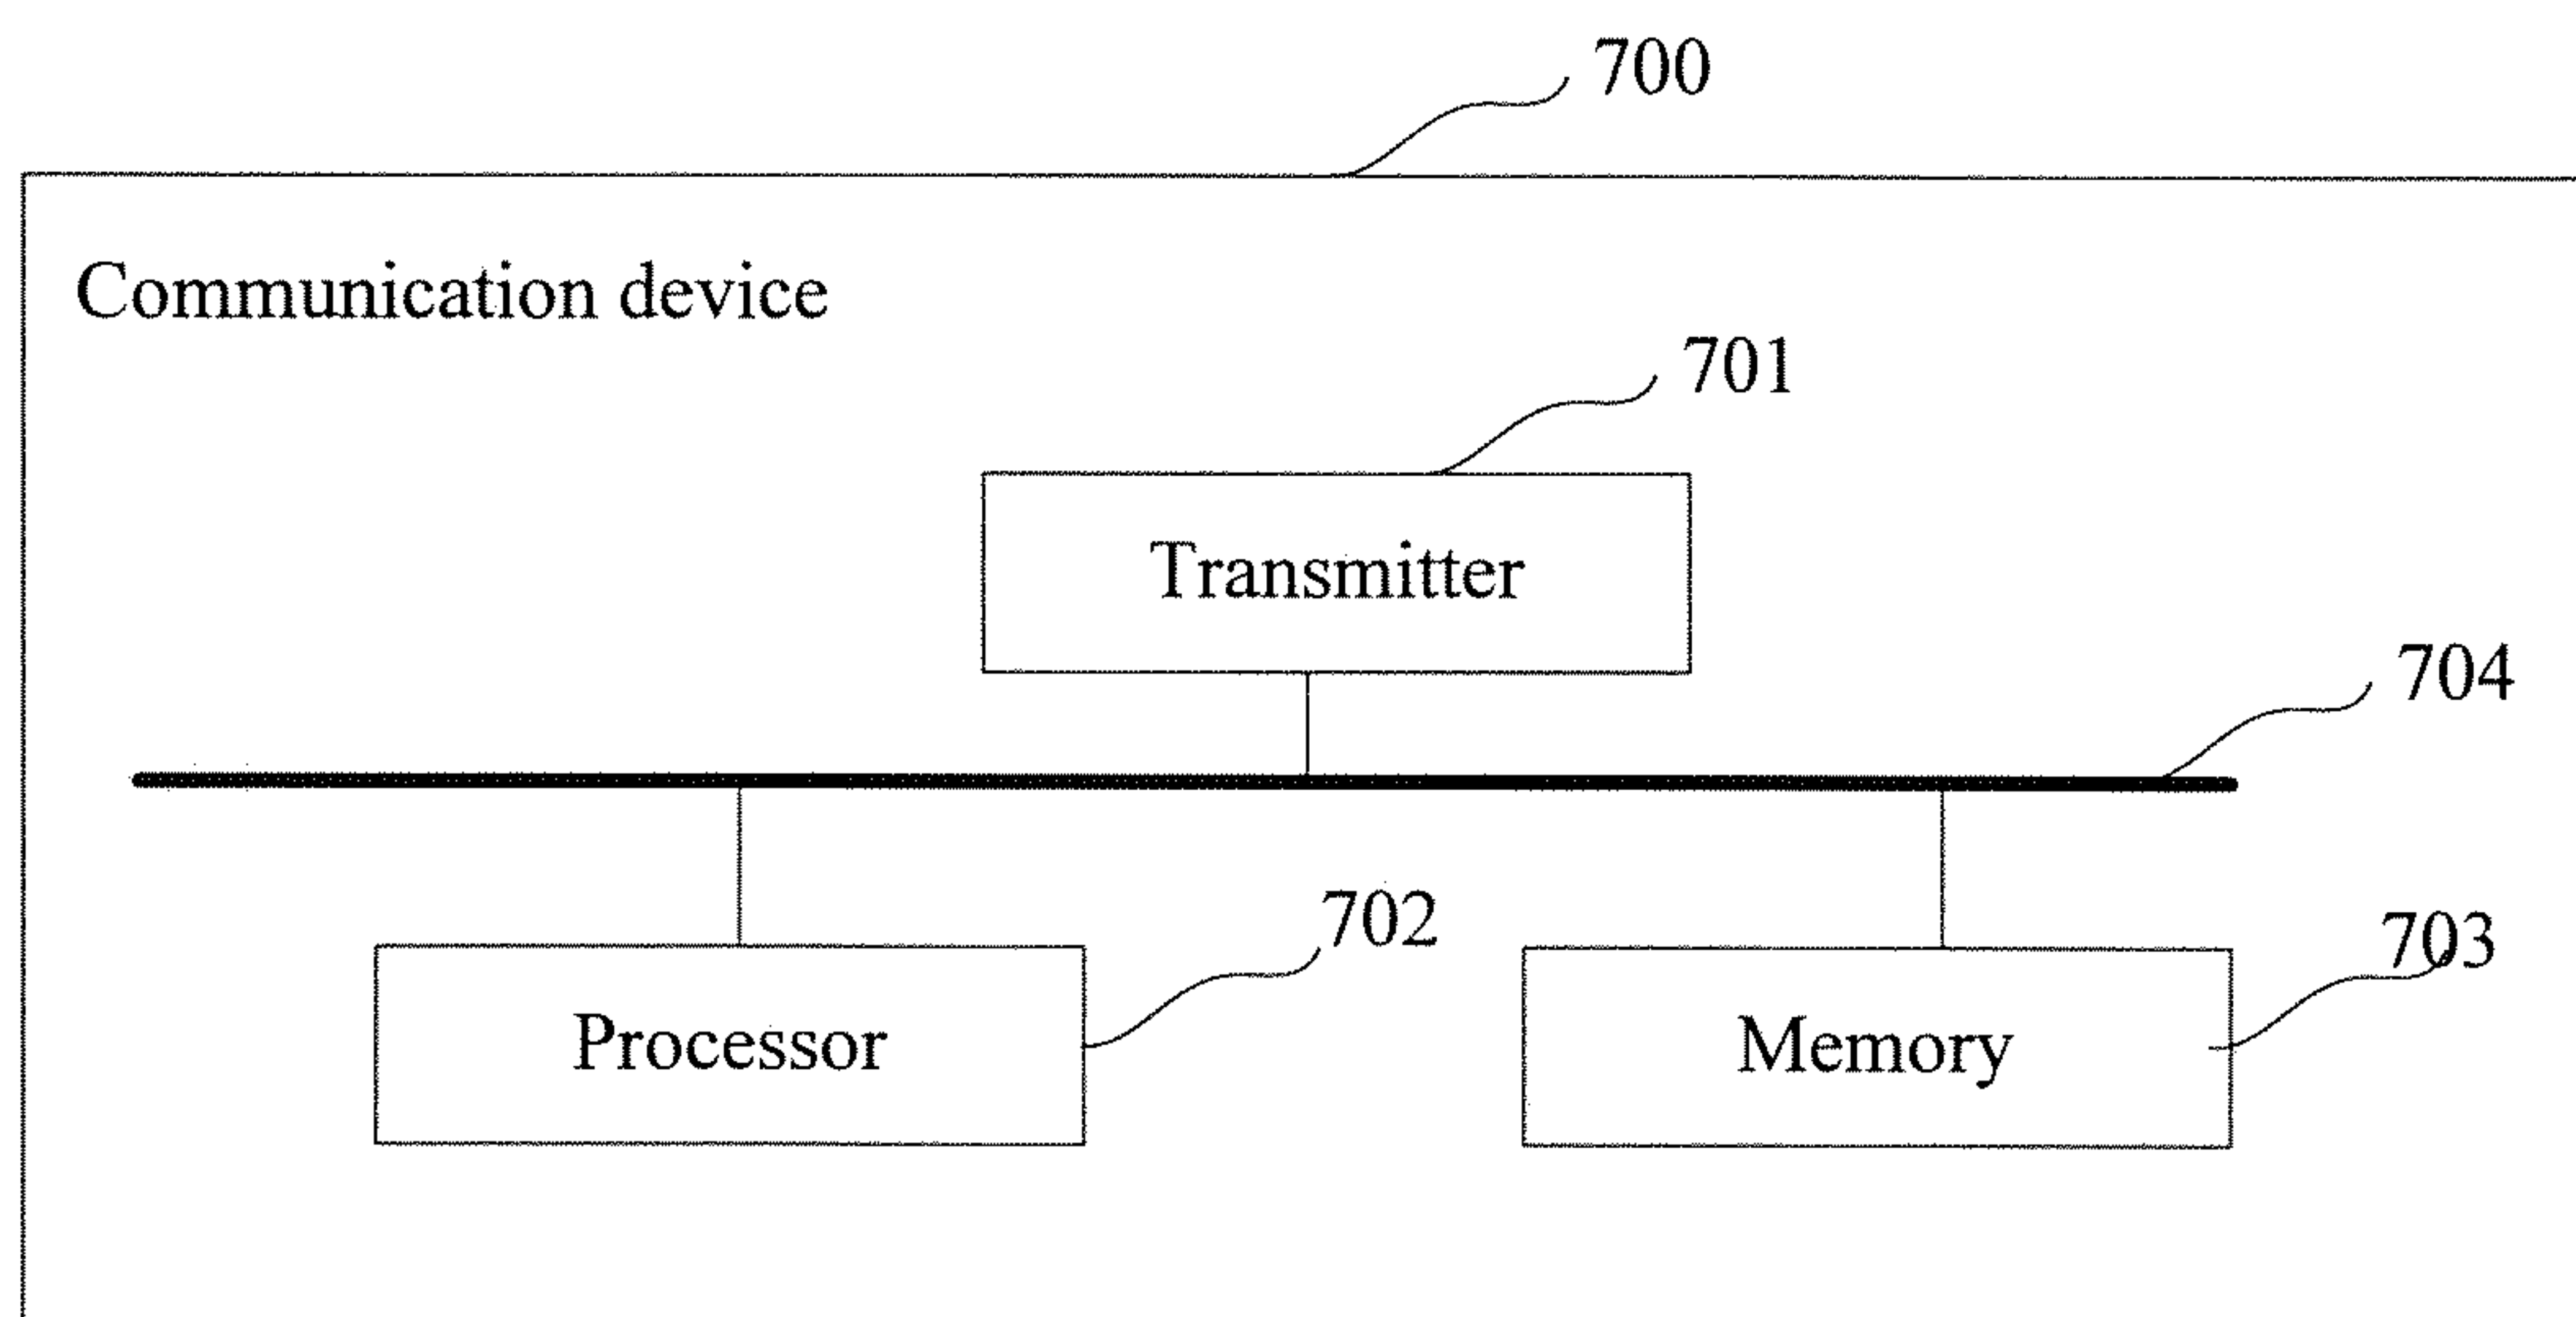 700
Communication device
701
Transmitter
704
702
703
Processor
Memory